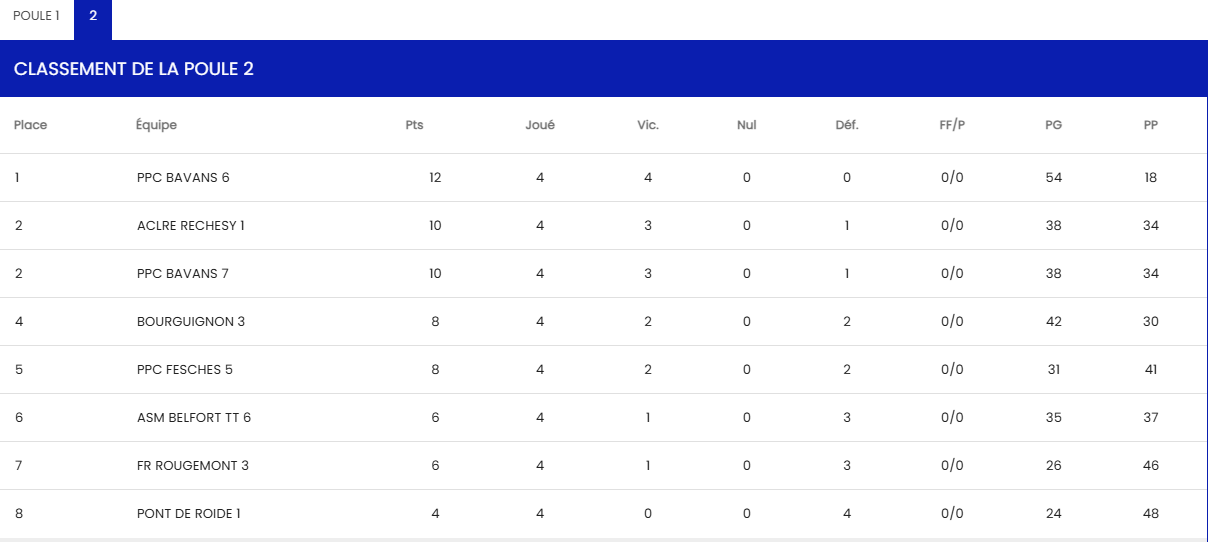 POULE 1 2
CLASSEMENT DE LA POULE 2
Place Équipe Pts Joué Vic. Nul Déf. FF/P PG PP
1 PPC BAVANS 6 12 4 4 0 0 0/0 54 18
2 ACLRE RECHESY 1 10 4 3 0 1 0/0 38 34
2 PPC BAVANS 7 10 4 3 0 1 0/0 38 34
4 BOURGUIGNON 3 8 4 2 0 2 0/0 42 30
5 PPC FESCHES 5 8 4 2 0 2 0/0 31 41
6 ASM BELFORT TT 6 6 4 1 0 3 0/0 35 37
7 FR ROUGEMONT 3 6 4 1 0 3 0/0 26 46
8 PONT DE ROIDE 1 4 4 0 0 4 0/0 24 48